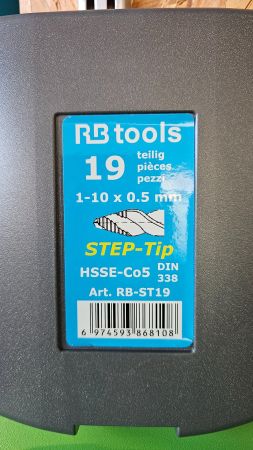 RB tools
19 teilig
pièces
pezzi
1-10 x 0.5 mm
STEP-Tip
HSSE-Co5 DIN
338
Art. RB-ST19
6 974593 868108